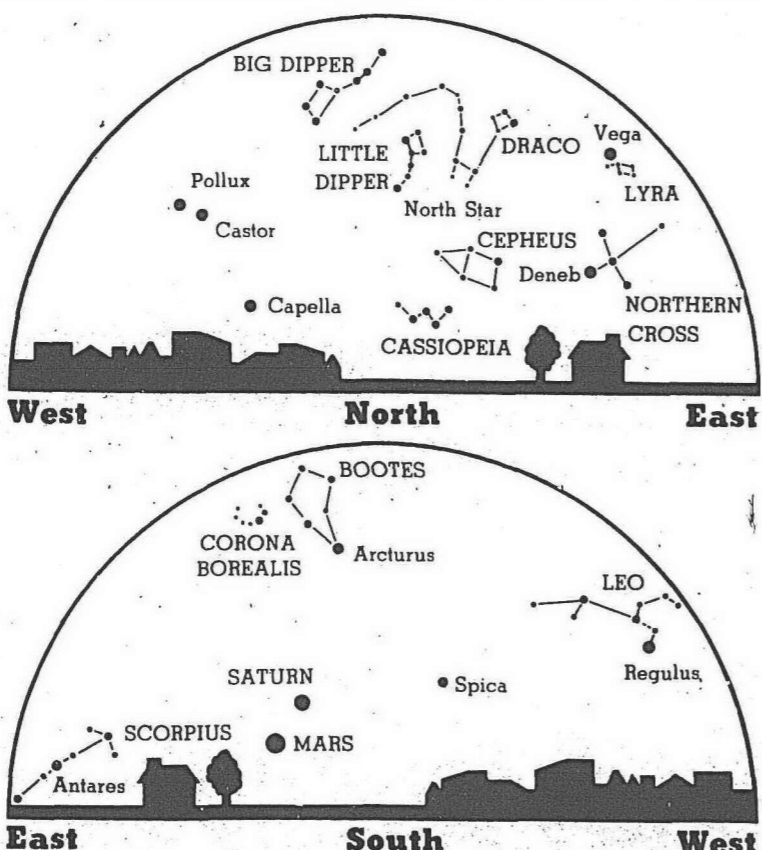 BIG DIPPER
LITTLE
DIPPER
DRACO
Vega
LYRA
Pollux
Castor
North Star
CEPHEUS
Deneb
Capella
NORTHERN
CROSS
CASSIOPEIA
West North East
BOOTES
CORONA
BOREALIS
Arcturus
LEO
Regulus
SATURN
Spica
SCORPIUS
MARS
Antares
East South West